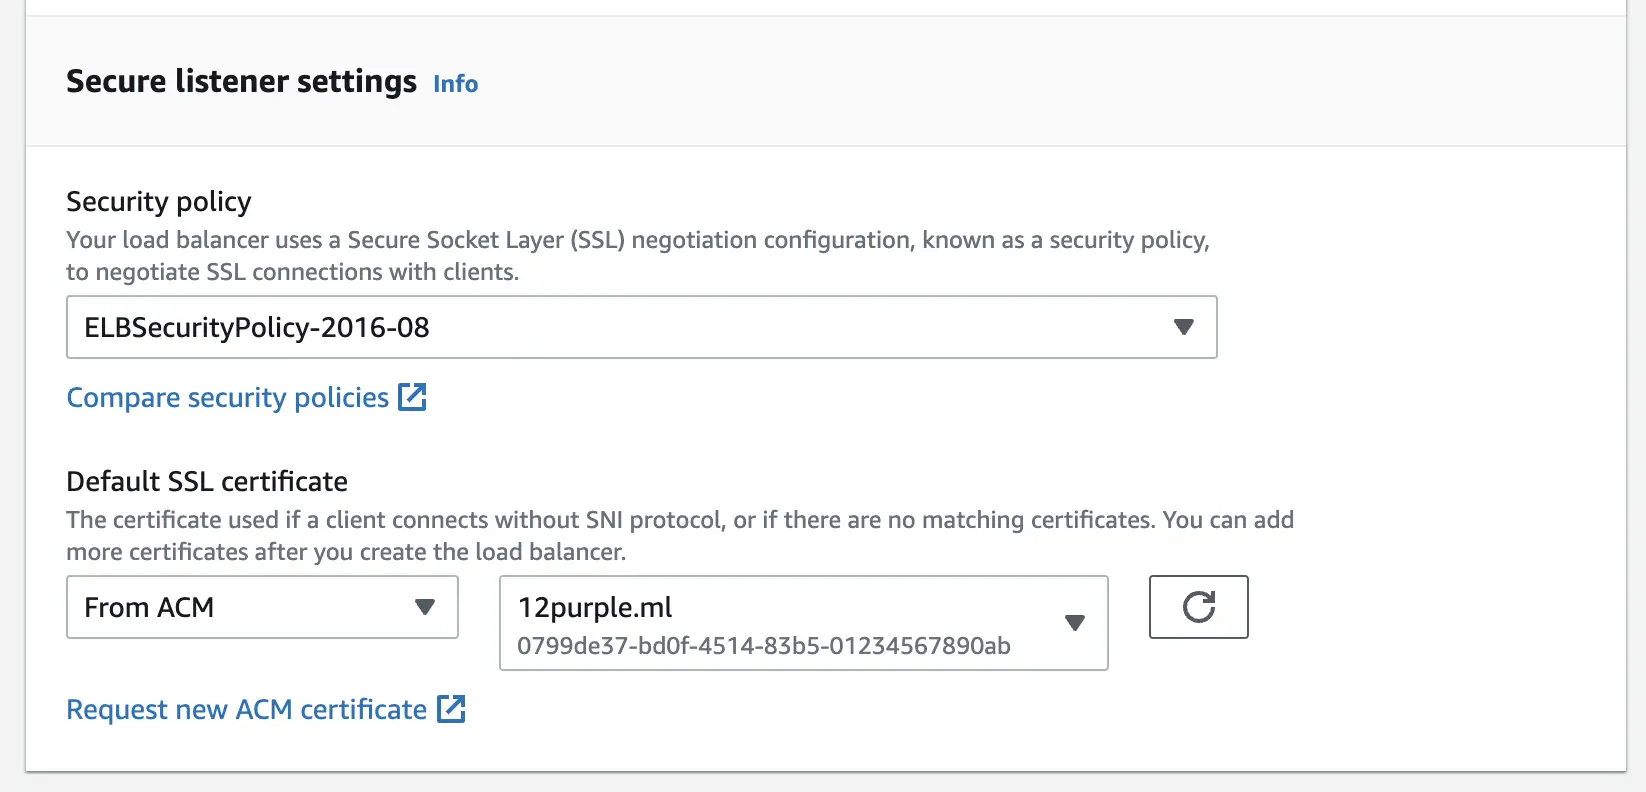 Secure listener settings Info
Security policy
Your load balancer uses a Secure Socket Layer (SSL) negotiation configuration, known as a security policy,
to negotiate SSL connections with clients.
ELBSecurityPolicy-2016-08
Compare security policies
Default SSL certificate
The certificate used if a client connects without SNI protocol, or if there are no matching certificates. You can add
more certificates after you create the load balancer.
From ACM
12purple.ml
0799de37-bd0f-4514-83b5-01234567890ab
Request new ACM certificate